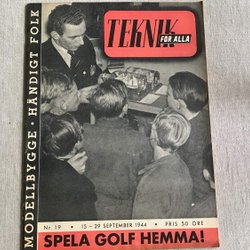 TEKNIK
FÖR ALLA
MODELLBYGGE · HÄNDIGT FOLK
Nr 19 · 15 – 29 SEPTEMBER 1944 · PRIS 50 ÖRE
SPELA GOLF HEMMA!